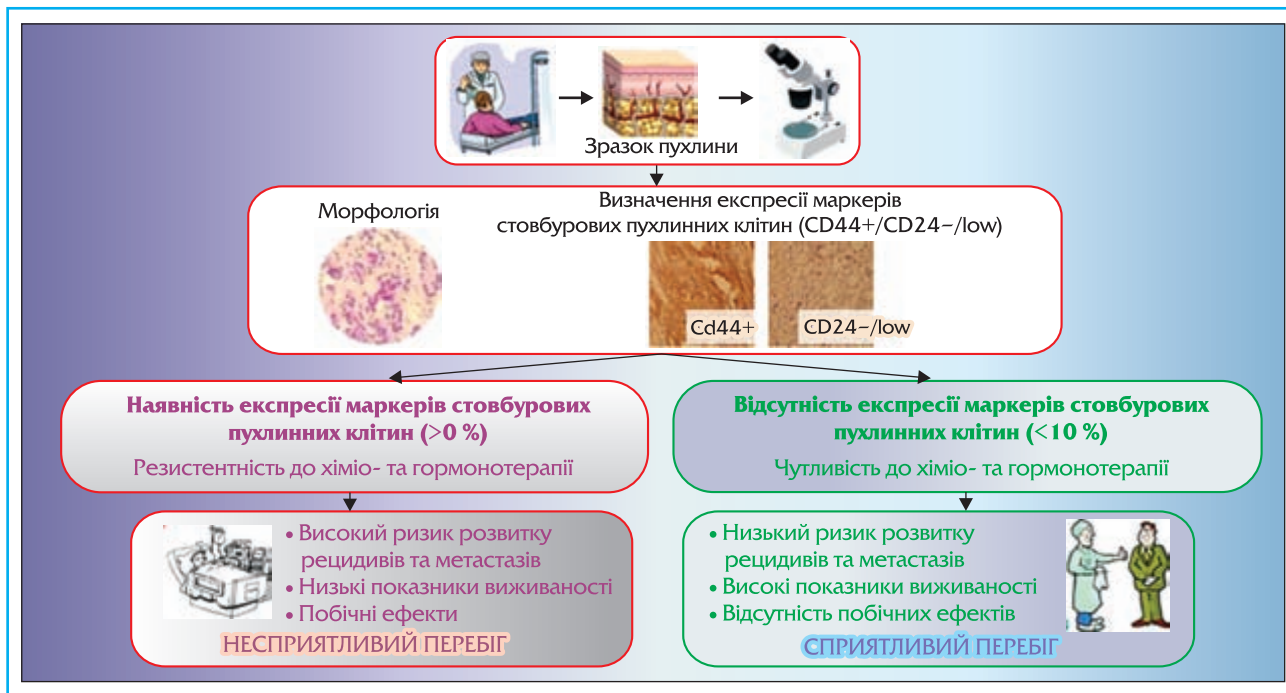 Зразок пухлини
Морфологія
Визначення експресії маркерів
стовбурових пухлинних клітин (CD44+/CD24−/low)
Cd44+
CD24−/low
Наявність експресії маркерів стовбурових
пухлинних клітин (>0 %)
Резистентність до хіміо- та гормонотерапії
Відсутність експресії маркерів стовбурових
пухлинних клітин (<10 %)
Чутливість до хіміо- та гормонотерапії
• Високий ризик розвитку
рецидивів та метастазів
• Низькі показники виживаності
• Побічні ефекти
НЕСПРИЯТЛИВИЙ ПЕРЕБІГ
• Низький ризик розвитку
рецидивів та метастазів
• Високі показники виживаності
• Відсутність побічних ефектів
СПРИЯТЛИВИЙ ПЕРЕБІГ